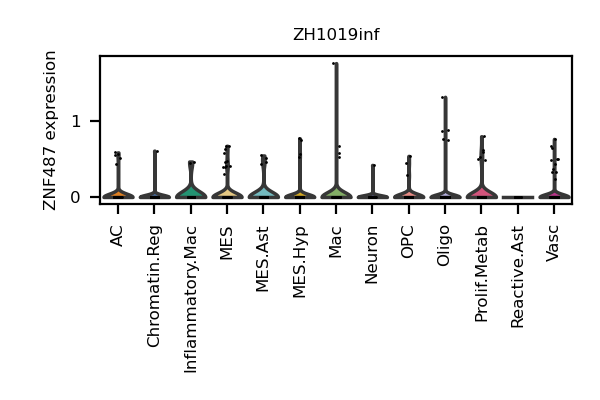 ZH1019inf
ZNF487 expression
1
0
AC
Chromatin.Reg
Inflammatory.Mac
MES
MES.Ast
MES.Hyp
Mac
Neuron
OPC
Oligo
Prolif.Metab
Reactive.Ast
Vasc